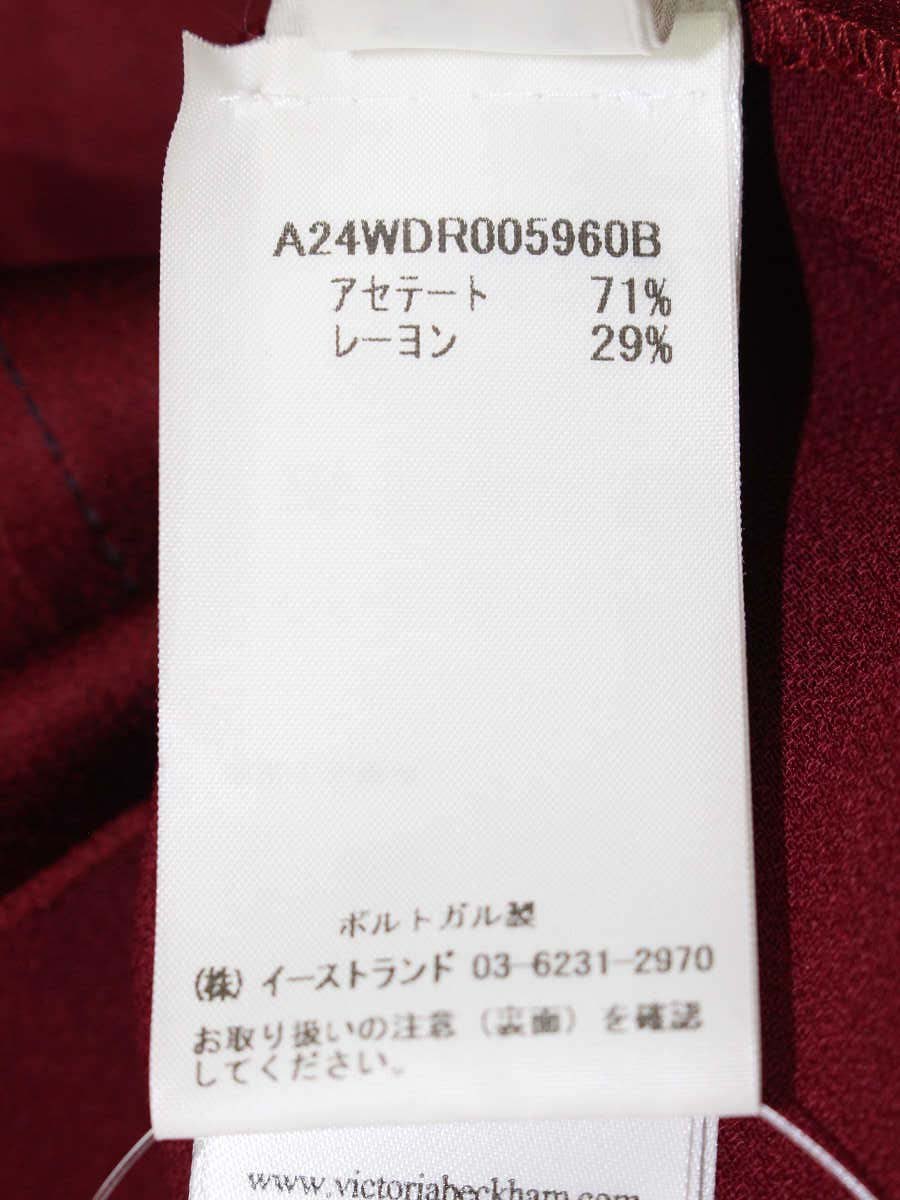 A24WDR005960B
アセテート 71%
レーヨン 29%
ポルトガル製
(株) イーストランド 03-6231-2970
お取り扱いの注意 (裏面) を確認
してください。
www.victoriabeckham.com